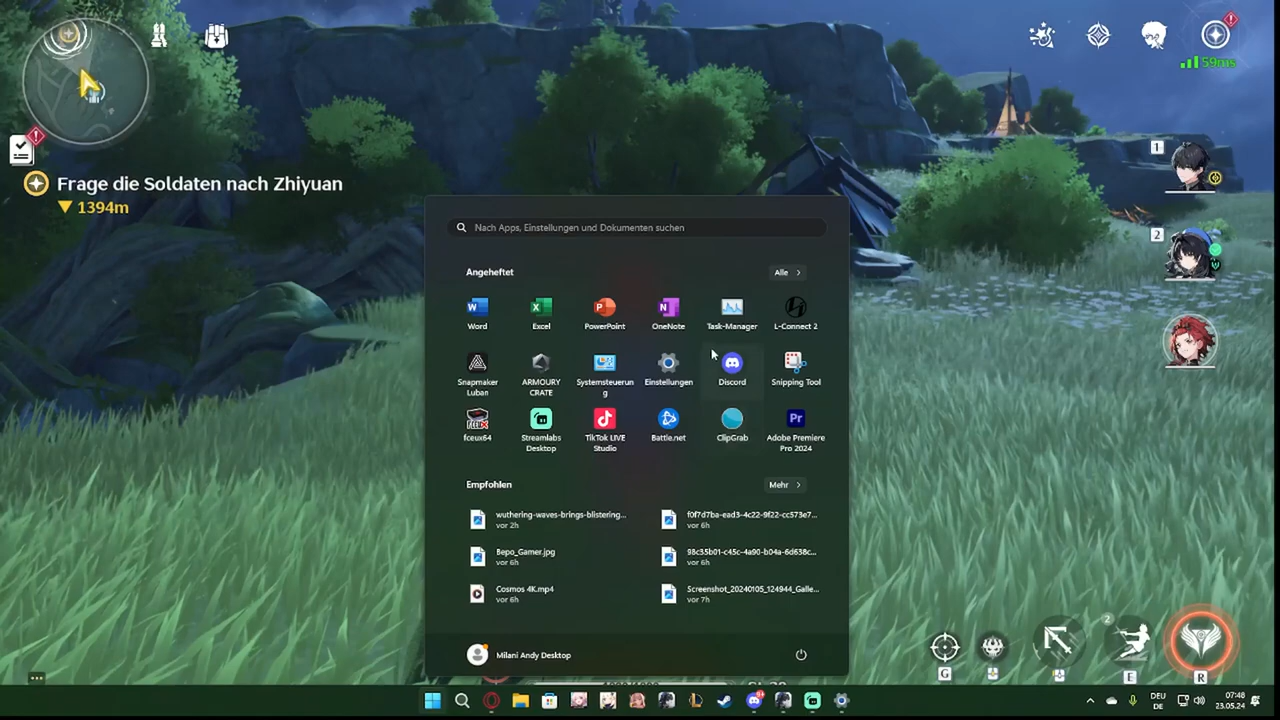 59ms
1
Frage die Soldaten nach Zhiyuan
1394m
2
Nach Apps, Einstellungen und Dokumenten suchen
Angeheftet
Alle
Word
Excel
PowerPoint
OneNote
Task-Manager
L-Connect 2
Snapmaker
Luban
ARMOURY
CRATE
Systemsteuerun
g
Einstellungen
Discord
Snipping Tool
fceux64
Streamlabs
Desktop
TikTok LIVE
Studio
Battle.net
ClipGrab
Adobe Premiere
Pro 2024
Empfohlen
Mehr
wuthering-waves-brings-blistering...
vor 2h
f0f7d7ba-ead3-4c22-9f22-cc573e7...
vor 6h
Bepo_Gamer.jpg
vor 6h
98c35b01-c45c-4a90-b04a-6d638c...
vor 6h
Cosmos 4K.mp4
vor 6h
Screenshot_20240105_124944_Galle...
vor 7h
2
Milani Andy Desktop
G
E
R
DEU
DE
07:48
23.05.24